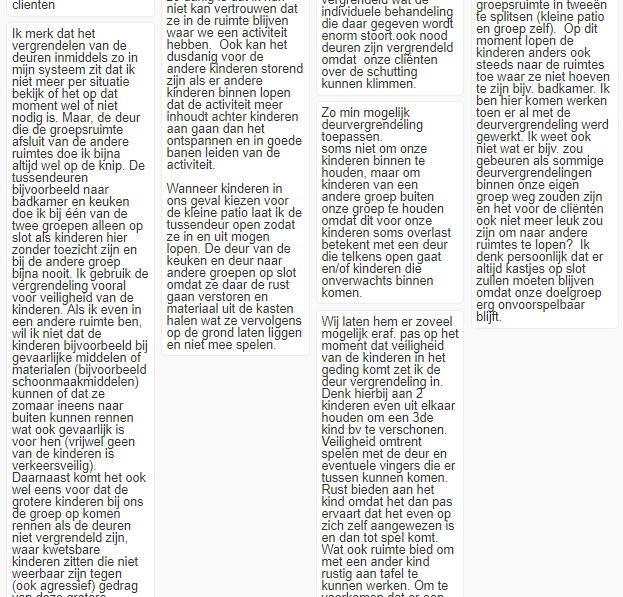 cliënten
Ik merk dat het
vergrendelen van de
deuren inmiddels zo in
mijn systeem zit dat ik
niet meer per situatie
bekijk of het op dat
moment wel of niet
nodig is. Maar, de deur
die de groepsruimte
afsluit van de andere
ruimtes doe ik bijna
altijd wel op de knip. De
tussendeuren
bijvoorbeeld naar
badkamer en keuken
doe ik bij één van de
twee groepen alleen op
slot als kinderen hier
zonder toezicht zijn en
bij de andere groep
bijna nooit. Ik gebruik de
vergrendeling vooral
voor veiligheid van de
kinderen. Als ik even in
een andere ruimte ben,
wil ik niet dat de
kinderen bijvoorbeeld bij
gevaarlijke middelen of
materialen (bijvoorbeeld
schoonmaakmiddelen)
kunnen of dat ze
zomaar ineens naar
buiten kunnen rennen
wat ook gevaarlijk is
voor hen (vrijwel geen
van de kinderen is
verkeersveilig).
Daarnaast komt het ook
wel eens voor dat de
grotere kinderen bij ons
de groep op komen
rennen als de deuren
niet vergrendeld zijn,
waar kwetsbare
kinderen zitten die niet
weerbaar zijn tegen
(ook agressief) gedrag
van deze grotere
niet kan vertrouwen dat
ze in de ruimte blijven
waar we een activiteit
hebben.  Ook kan het
dusdanig voor de
andere kinderen storend
zijn als er andere
kinderen binnen lopen
dat de activiteit meer
inhoudt achter kinderen
aan gaan dan het
ontspannen en in goede
banen leiden van de
activiteit.
Wanneer kinderen in
ons geval kiezen voor
de kleine patio laat ik de
tussendeur open zodat
ze in en uit mogen
lopen. De deur van de
keuken en deur naar
andere groepen op slot
omdat ze daar de rust
gaan verstoren en
materiaal uit de kasten
halen wat ze vervolgens
op de grond laten liggen
en niet mee spelen.
vergrendeld wat de
individuele behandeling
die daar gegeven wordt
enorm stoort.ook nood
deuren zijn vergrendeld
omdat  onze cliënten
over de schutting
kunnen klimmen.
Zo min mogelijk
deurvergrendeling
toepassen.
soms niet om onze
kinderen binnen te
houden, maar om
kinderen van een
andere groep buiten
onze groep te houden
omdat dit voor onze
kinderen soms overlast
betekent met een deur
die telkens open gaat
en/of kinderen die
onverwachts binnen
komen.
Wij laten hem er zoveel
mogelijk eraf. pas op het
moment dat veiligheid
van de kinderen in het
geding komt zet ik de
deur vergrendeling in.
Denk hierbij aan 2
kinderen even uit elkaar
houden om een 3de
kind bv te verschonen.
Veiligheid omtrent
spelen met de deur en
eventuele vingers die er
tussen kunnen komen.
Rust bieden aan het
kind omdat het dan pas
ervaart dat het even op
zich zelf aangewezen is
en dan tot spel komt.
Wat ook ruimte bied om
met een ander kind
rustig aan tafel te
kunnen werken. Om te
voorkomen dat er een
groepsruimte in tweeën
te splitsen (kleine patio
en groep zelf).  Op dit
moment lopen de
kinderen anders ook
steeds naar de ruimtes
toe waar ze niet hoeven
te zijn bijv. badkamer. Ik
ben hier komen werken
toen er al met de
deurvergrendeling werd
gewerkt. Ik weet ook
niet wat er bijv. zou
gebeuren als sommige
deurvergrendelingen
binnen onze eigen
groep weg zouden zijn
en het voor de cliënten
ook niet meer leuk zou
zijn om naar andere
ruimtes te lopen?  Ik
denk persoonlijk dat er
altijd kastjes op slot
zullen moeten blijven
omdat onze doelgroep
erg onvoorspelbaar
blijft.